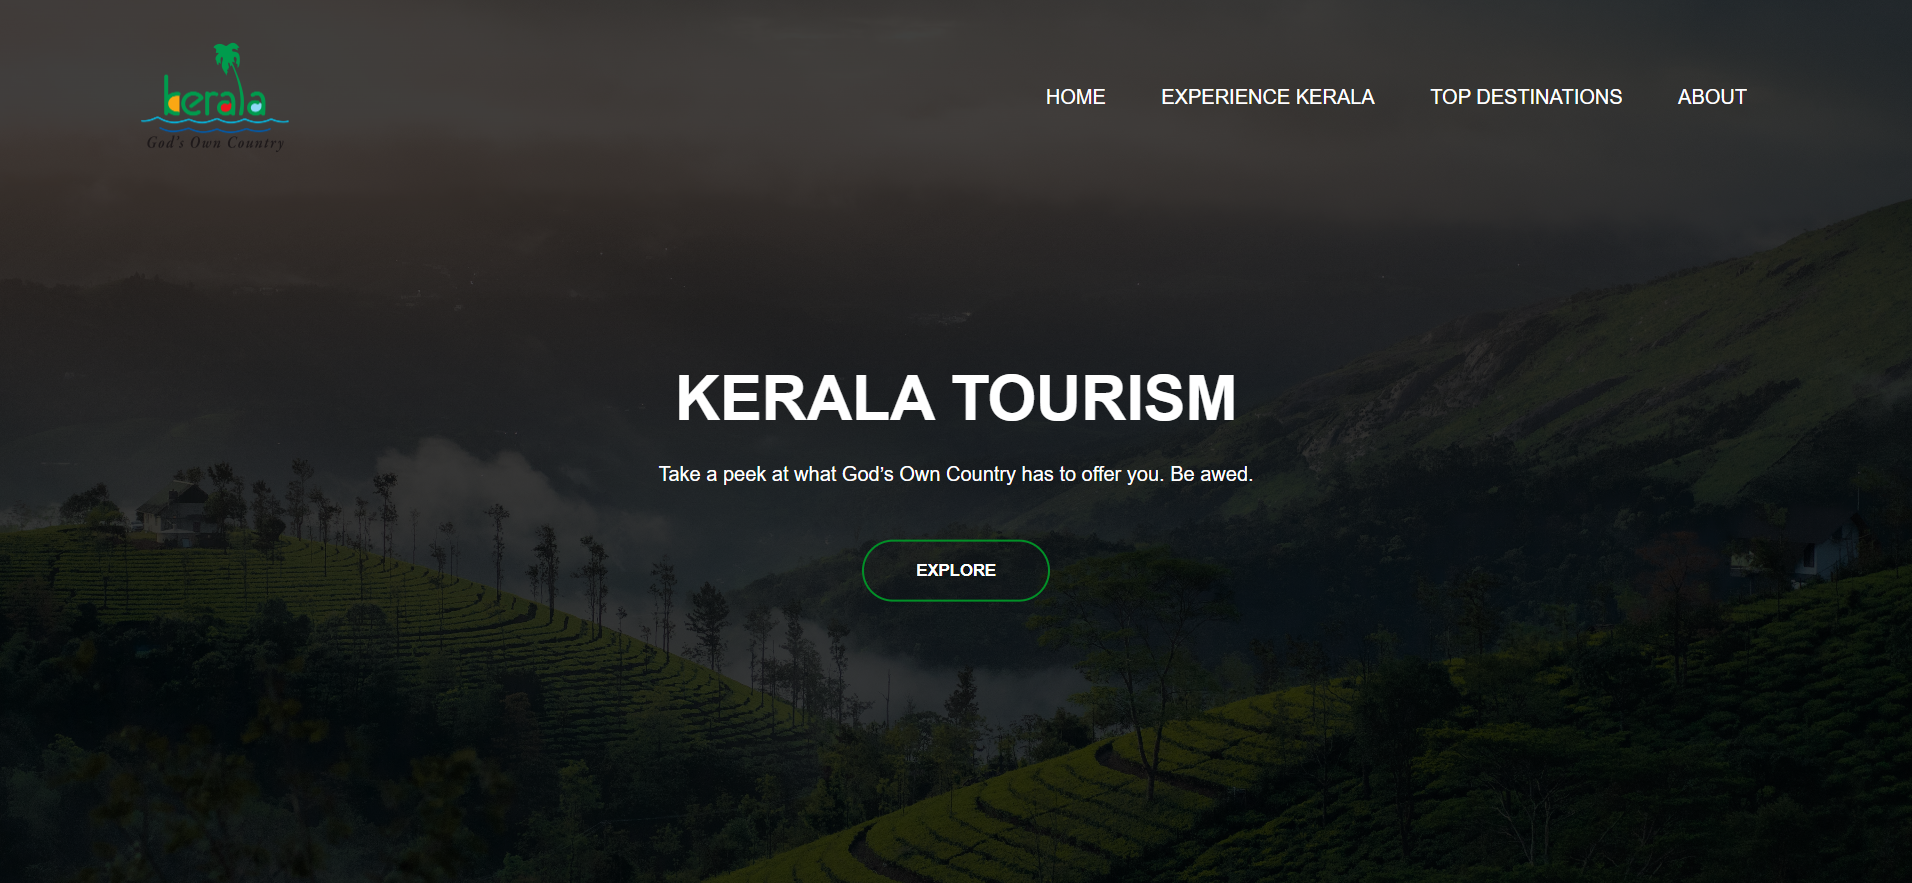 kerala
God's Own Country
HOME
EXPERIENCE KERALA
TOP DESTINATIONS
ABOUT
KERALA TOURISM
Take a peek at what God’s Own Country has to offer you. Be awed.
EXPLORE